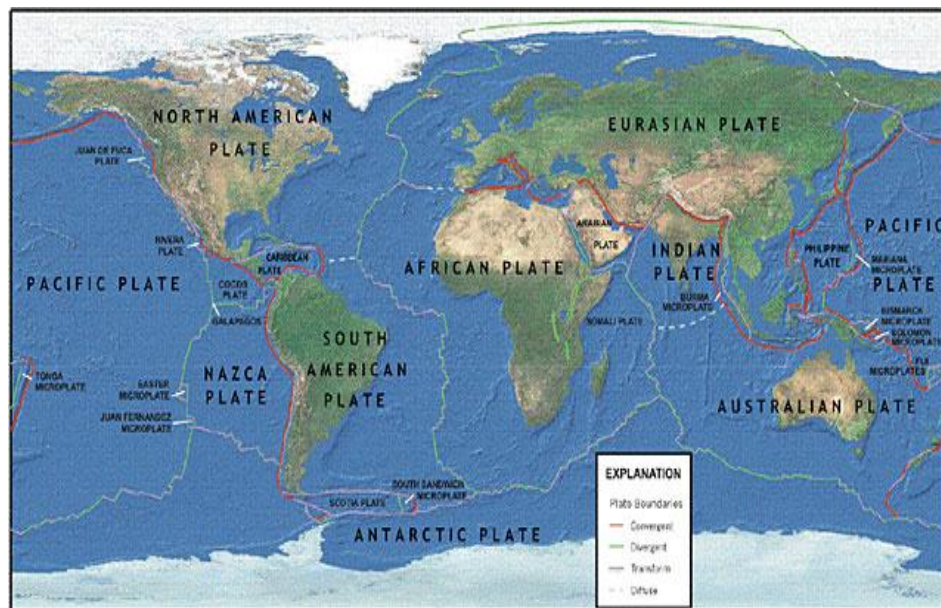 NORTH AMERICAN
PLATE
EURASIAN PLATE
JUAN DE FUCA
PLATE
RIVIERA
PLATE
CARIBBEAN
PLATE
ARABIAN
PLATE
PACIFIC
PLATE
PHILIPPINE
PLATE
MARIANA
MICROPLATE
PACIFIC PLATE
COCOS
PLATE
AFRICAN PLATE
INDIAN
PLATE
BURMA
MICROPLATE
GALAPAGOS
SOMALI PLATE
BISMARCK
MICROPLATE
SOLOMON
MICROPLATE
FIJI
MICROPLATES
SOUTH
AMERICAN
PLATE
TONGA
MICROPLATE
NAZCA
PLATE
EASTER
MICROPLATE
JUAN FERNANDEZ
MICROPLATE
AUSTRALIAN PLATE
SOUTH SANDWICH
MICROPLATE
SCOTIA PLATE
ANTARCTIC PLATE
EXPLANATION
Plate Boundaries
Convergent
Divergent
Transform
Diffuse